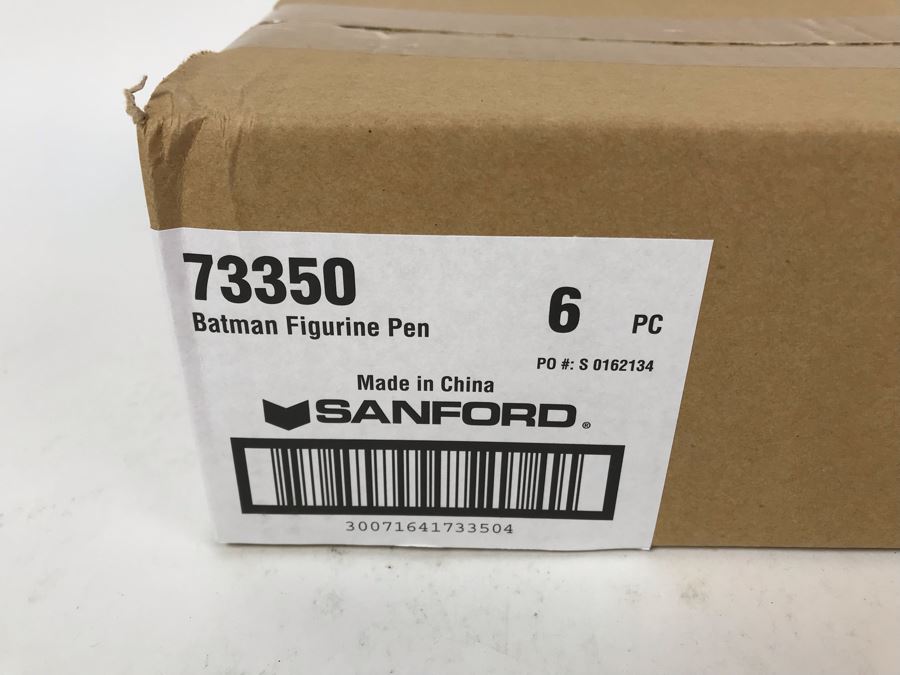 73350
Batman Figurine Pen
6 PC
PO #: S 0162134
Made in China
SANFORD®
30071641733504